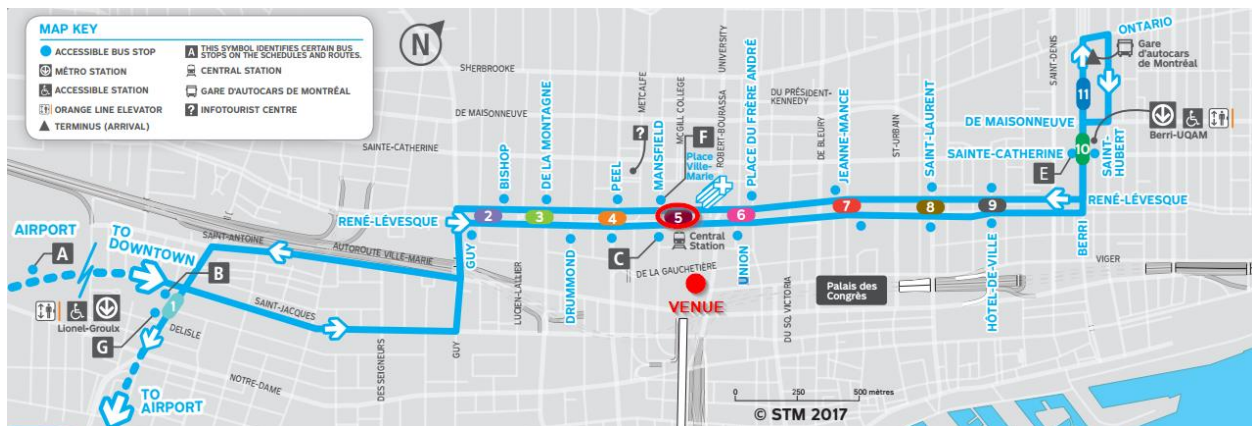 MAP KEY
ACCESSIBLE BUS STOP
MÉTRO STATION
ACCESSIBLE STATION
ORANGE LINE ELEVATOR
TERMINUS (ARRIVAL)
A THIS SYMBOL IDENTIFIES CERTAIN BUS
STOPS ON THE SCHEDULES AND ROUTES.
CENTRAL STATION
GARE D'AUTOCARS DE MONTRÉAL
? INFOTOURIST CENTRE
N
SHERBROOKE
DE MAISONNEUVE
SAINTE-CATHERINE
METCALFE
?
MCGILL COLLEGE
UNIVERSITY
ROBERT-BOURASSA
PLACE DU FRÈRE ANDRÉ
DU PRÉSIDENT-
KENNEDY
DE BLEURY
ST-URBAIN
SAINT-DENIS
ONTARIO
Gare
d'autocars
de Montréal
11
DE MAISONNEUVE
Berri-UQAM
SAINTE-CATHERINE
10
E
SAINT-
HUBERT
BISHOP
DE LA MONTAGNE
PEEL
MANSFIELD
F
Place
Ville-
Marie
JEANNE-MANCE
SAINT-LAURENT
RENÉ-LÉVESQUE
2
3
4
5
6
7
8
9
RENÉ-LÉVESQUE
AIRPORT
A
TO
DOWNTOWN
B
SAINT-ANTOINE
AUTOROUTE VILLE-MARIE
GUY
LUCIEN-LALLIER
DRUMMOND
C
Central
Station
DE LA GAUCHETIÈRE
UNION
VENUE
DU SQ. VICTORIA
Palais des
Congrès
HÔTEL-DE-VILLE
BERRI
VIGER
1
Lionel-Groulx
G
DELISLE
SAINT-JACQUES
NOTRE-DAME
DES SEIGNEURS
GUY
TO
AIRPORT
0 250 500 mètres
© STM 2017